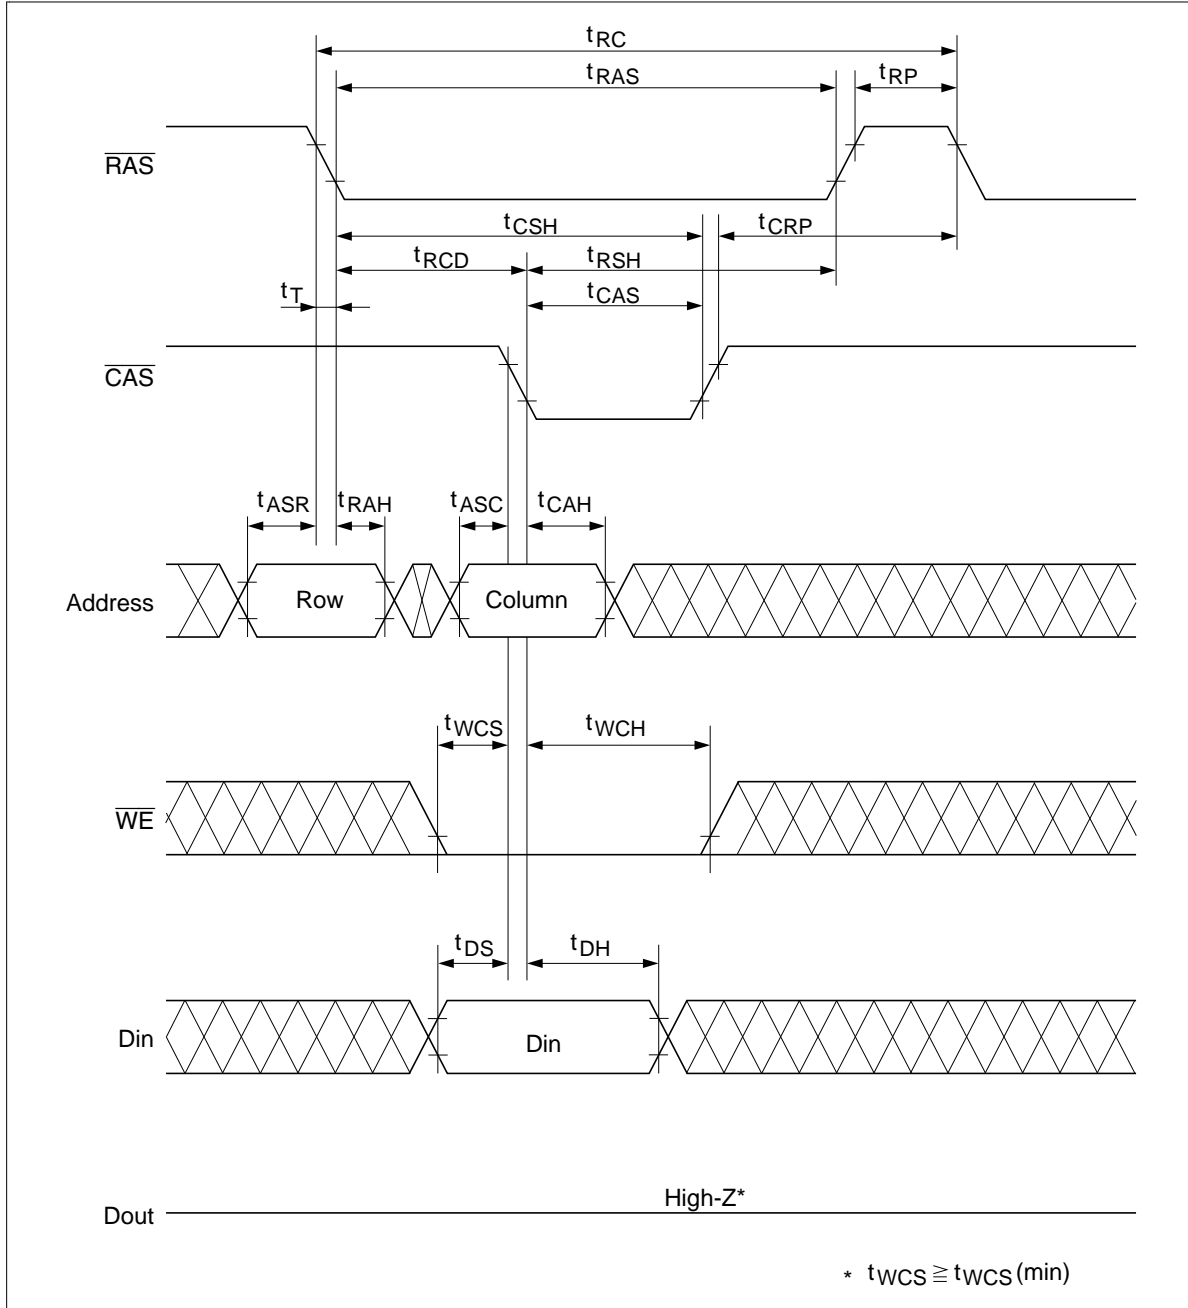 tRC
tRAS
tRP
RAS
tCSH
tCRP
tRCD
tRSH
tT
tCAS
CAS
tASR
tRAH
tASC
tCAH
Address
Row
Column
tWCS
tWCH
WE
tDS
tDH
Din
Din
High-Z*
Dout
* tWCS ≧ tWCS(min)